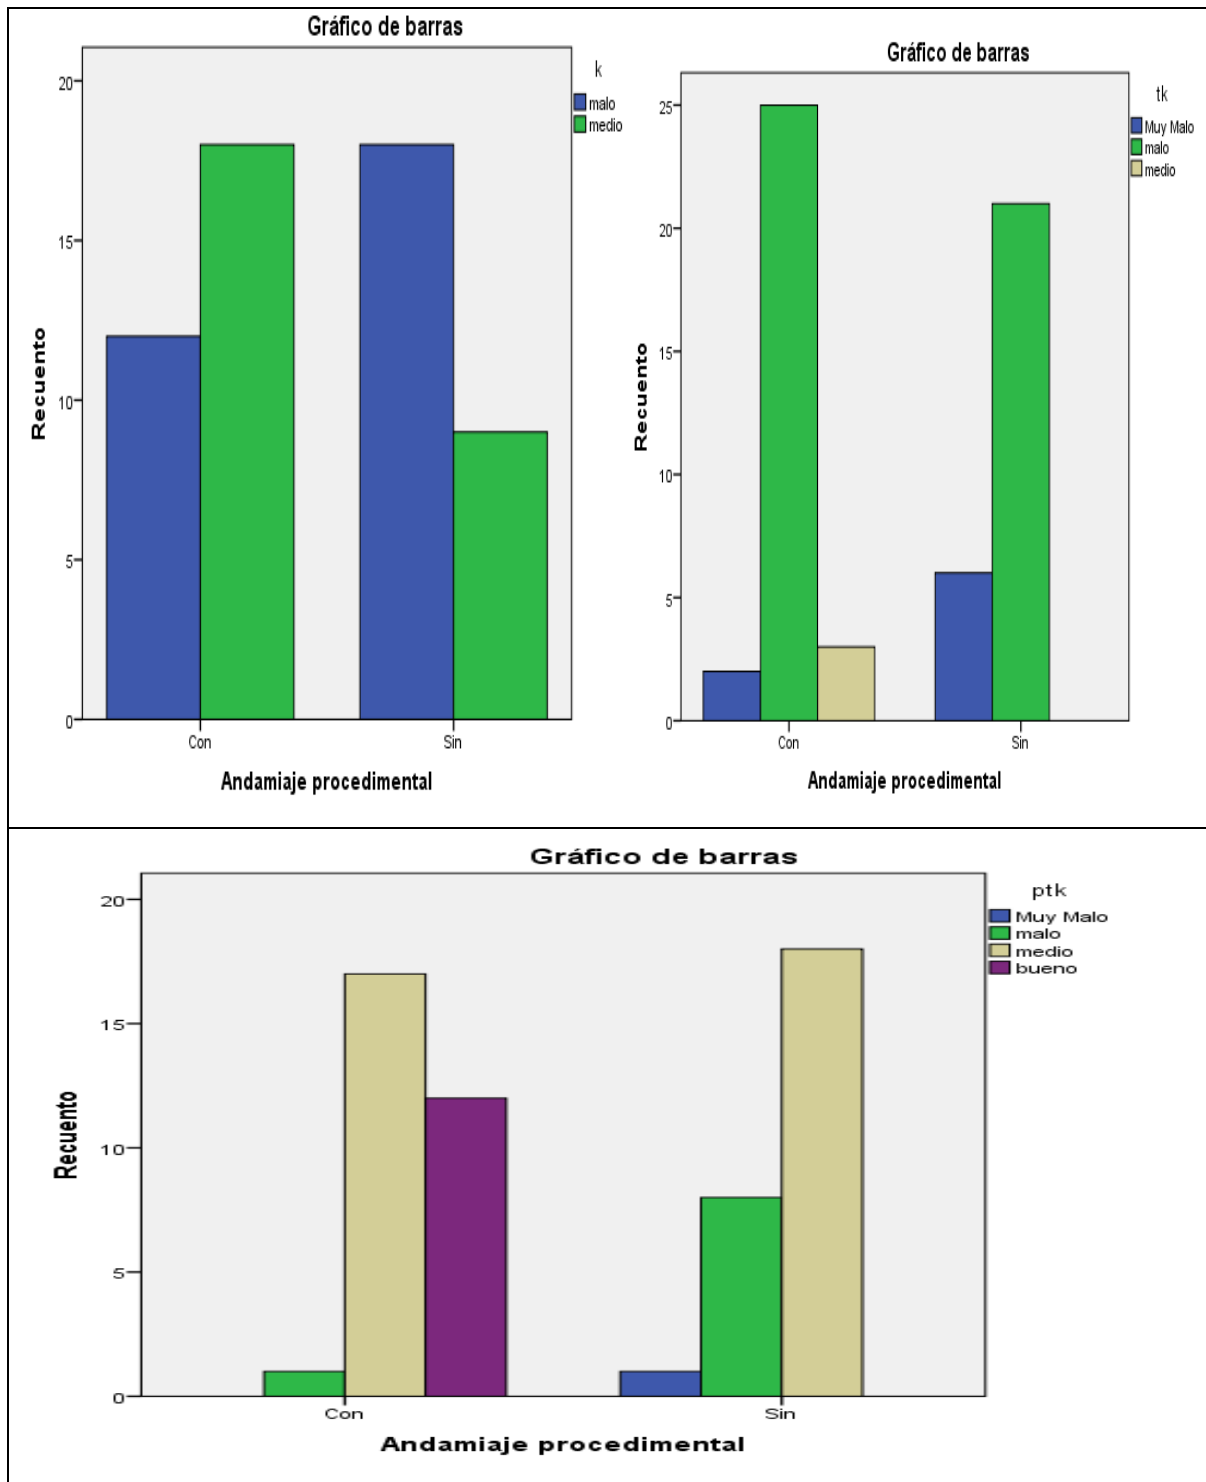 Gráfico de barras
k
malo
medio
20
15
10
5
0
Recuento
Con
Sin
Andamiaje procedimental
Gráfico de barras
tk
Muy Malo
malo
medio
25
20
15
10
5
0
Recuento
Con
Sin
Andamiaje procedimental
Gráfico de barras
ptk
Muy Malo
malo
medio
bueno
20
15
10
5
0
Recuento
Con
Sin
Andamiaje procedimental